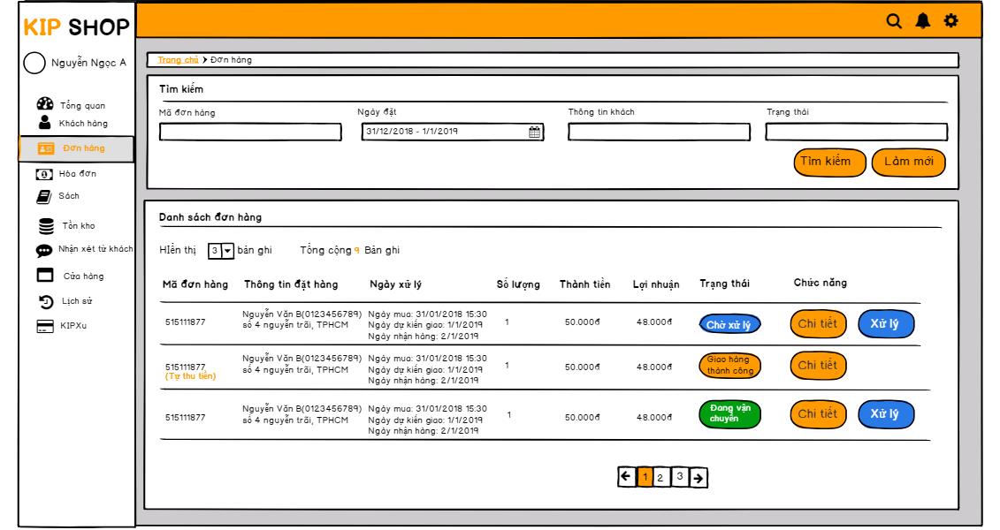 KIP SHOP
Nguyễn Ngọc A
Tổng quan
Khách hàng
Đơn hàng
Hóa đơn
Sách
Tồn kho
Nhận xét từ khách
Cửa hàng
Lịch sử
KIPXu
Trang chủ > Đơn hàng
Tìm kiếm
Mã đơn hàng Ngày đặt Thông tin khách Trạng thái
31/12/2018 - 1/1/2019
Tìm kiếm Làm mới
Danh sách đơn hàng
Hiển thị 3 bản ghi Tổng cộng 9 Bản ghi
Mã đơn hàng Thông tin đặt hàng Ngày xử lý Số lượng Thành tiền Lợi nhuận Trạng thái Chức năng
Nguyễn Văn B(0123456789) Ngày mua: 31/01/2018 15:30
515111877 số 4 nguyễn trãi, TPHCM Ngày dự kiến giao: 1/1/2019 1 50.000đ 48.000đ Chờ xử lý Chi tiết Xử lý
Ngày nhận hàng: 2/1/2019
Nguyễn Văn B(0123456789) Ngày mua: 31/01/2018 15:30 Giao hàng
515111877 số 4 nguyễn trãi, TPHCM Ngày dự kiến giao: 1/1/2019 1 50.000đ 48.000đ thành công Chi tiết
(Tự thu tiền) Ngày nhận hàng: 2/1/2019
Nguyễn Văn B(0123456789) Ngày mua: 31/01/2018 15:30 Đang vận
515111877 số 4 nguyễn trãi, TPHCM Ngày dự kiến giao: 1/1/2019 1 50.000đ 48.000đ chuyển Chi tiết Xử lý
Ngày nhận hàng: 2/1/2019
1 2 3